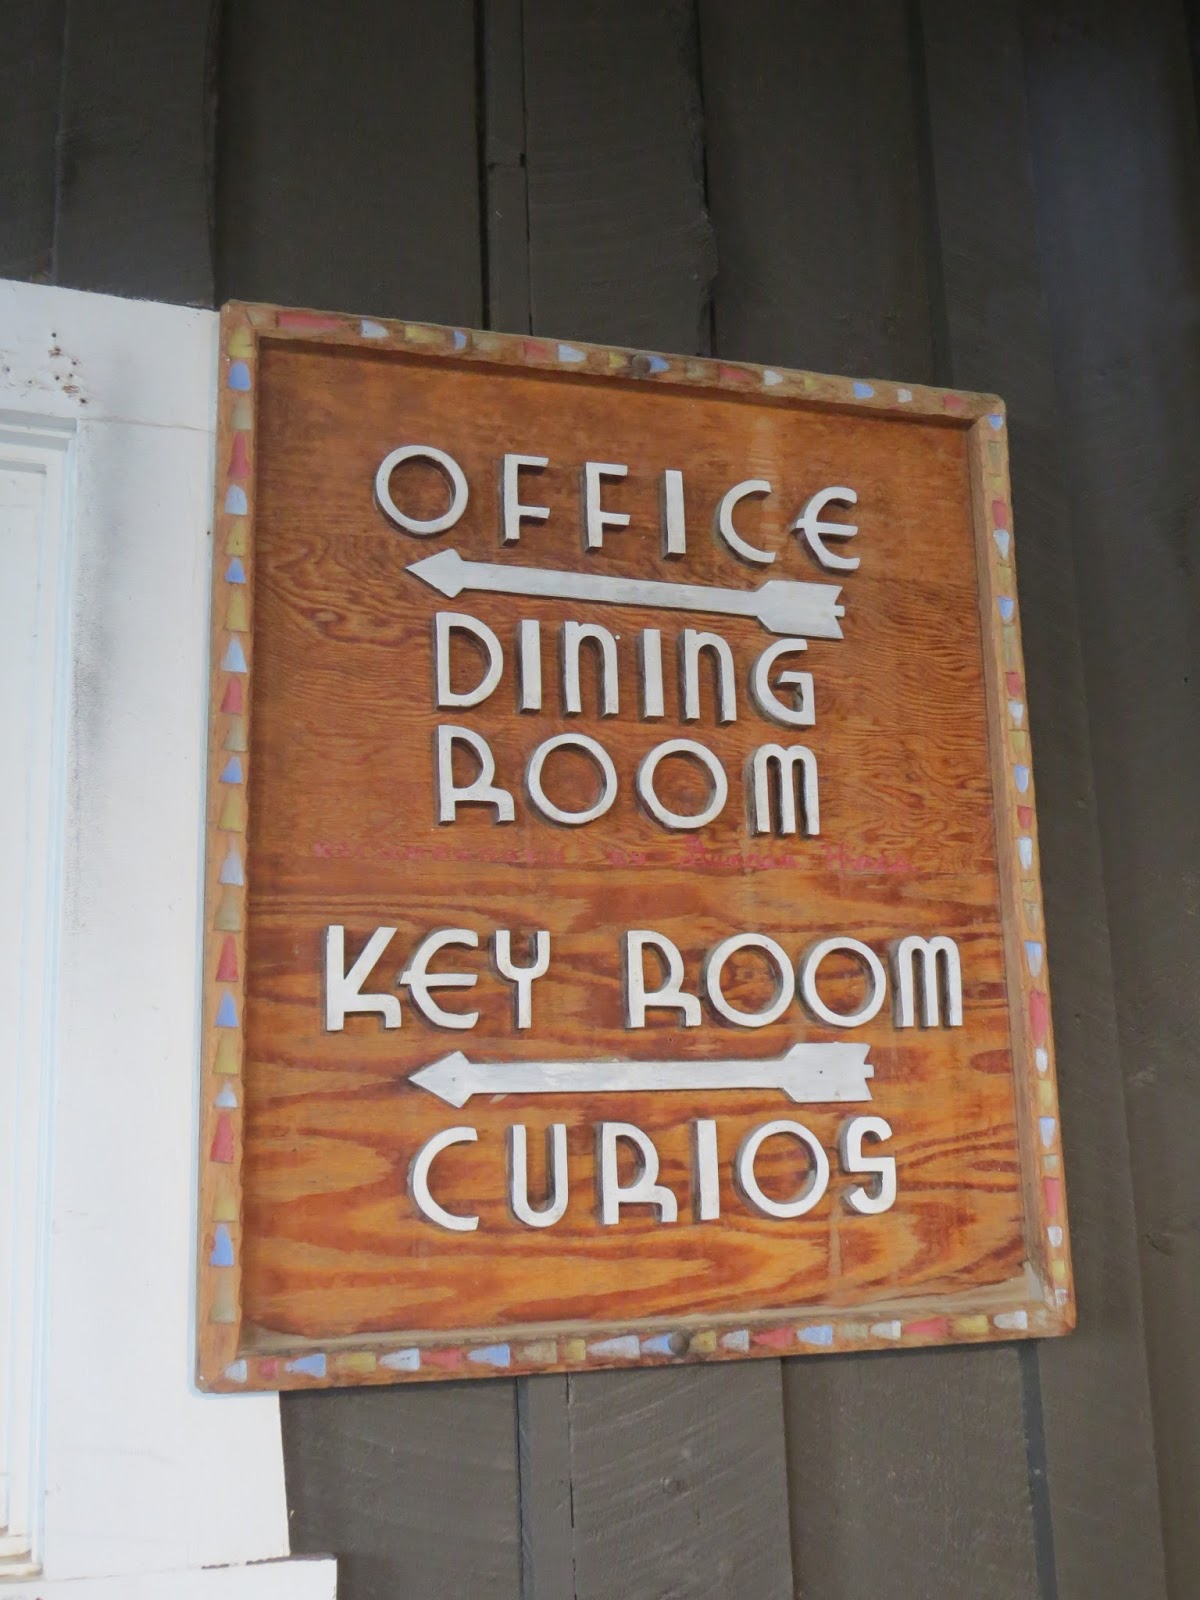 OFFICE
DINING
ROOM
KEY ROOM
CURIOS